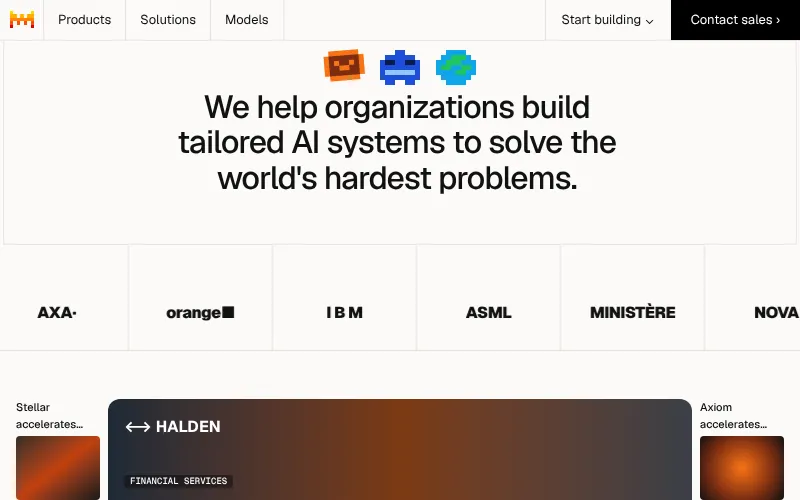 Products
Solutions
Models
Start building
Contact sales ›
We help organizations build
tailored AI systems to solve the
world's hardest problems.
AXA·
orange■
IBM
ASML
MINISTÈRE
NOVA
Stellar
accelerates…
HALDEN
FINANCIAL SERVICES
Axiom
accelerates…